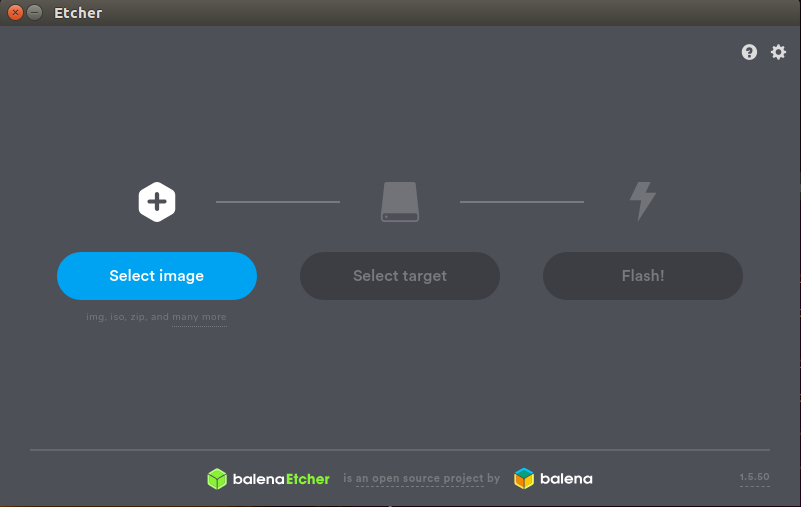 Etcher
Select image
Select target
Flash!
img, iso, zip, and many more
balenaEtcher is an open source project by balena
1.5.50